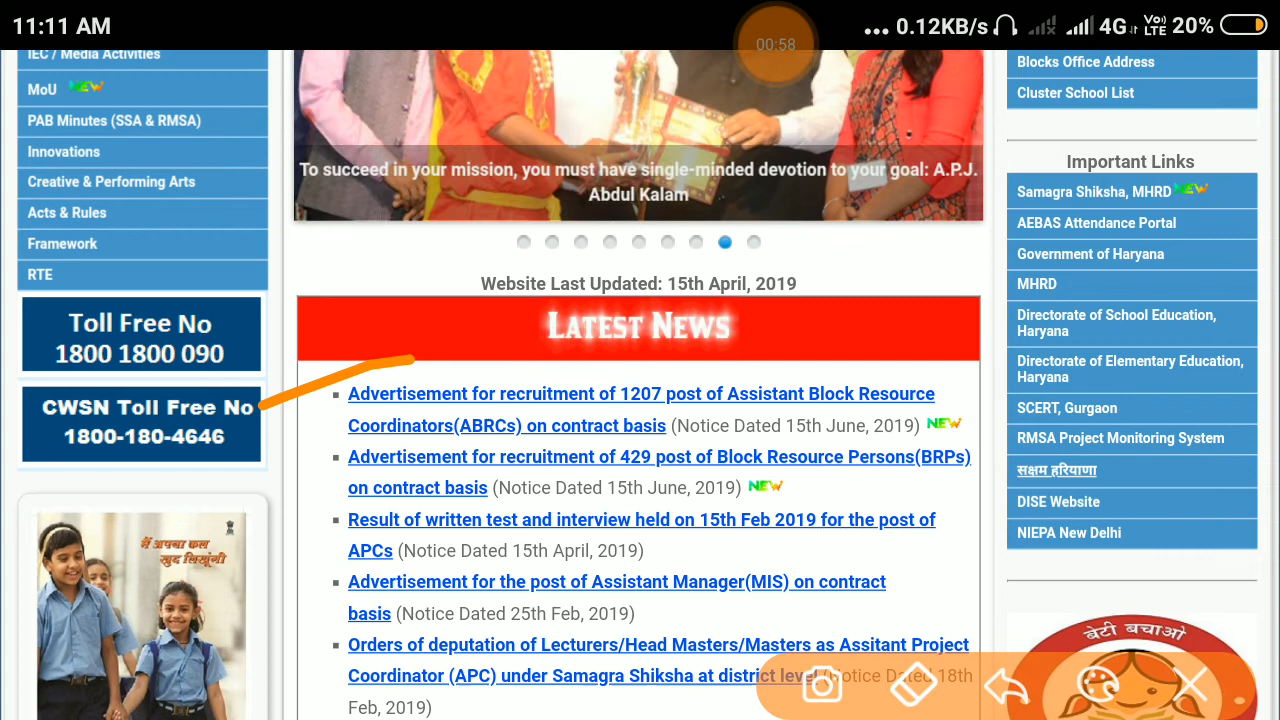 11:11 AM
00:58
... 0.12KB/s 4G Vo) LTE 20%
IEC / Media Activities
MoU NEW
PAB Minutes (SSA & RMSA)
Innovations
Creative & Performing Arts
Acts & Rules
Framework
RTE
Toll Free No
1800 1800 090
CWSN Toll Free No
1800-180-4646
मैं अपना कल
खुद लिखूंगी
To succeed in your mission, you must have single-minded devotion to your goal: A.P.J.
Abdul Kalam
Website Last Updated: 15th April, 2019
LATEST NEWS
Advertisement for recruitment of 1207 post of Assistant Block Resource
Coordinators(ABRCs) on contract basis (Notice Dated 15th June, 2019) NEW
Advertisement for recruitment of 429 post of Block Resource Persons(BRPs)
on contract basis (Notice Dated 15th June, 2019) NEW
Result of written test and interview held on 15th Feb 2019 for the post of
APCs (Notice Dated 15th April, 2019)
Advertisement for the post of Assistant Manager(MIS) on contract
basis (Notice Dated 25th Feb, 2019)
Orders of deputation of Lecturers/Head Masters/Masters as Assitant Project
Coordinator (APC) under Samagra Shiksha at district level (Notice Dated 18th
Feb, 2019)
Blocks Office Address
Cluster School List
Important Links
Samagra Shiksha, MHRD NEW
AEBAS Attendance Portal
Government of Haryana
MHRD
Directorate of School Education,
Haryana
Directorate of Elementary Education,
Haryana
SCERT, Gurgaon
RMSA Project Monitoring System
सक्षम हरियाणा
DISE Website
NIEPA New Delhi
बेटी बचाओ